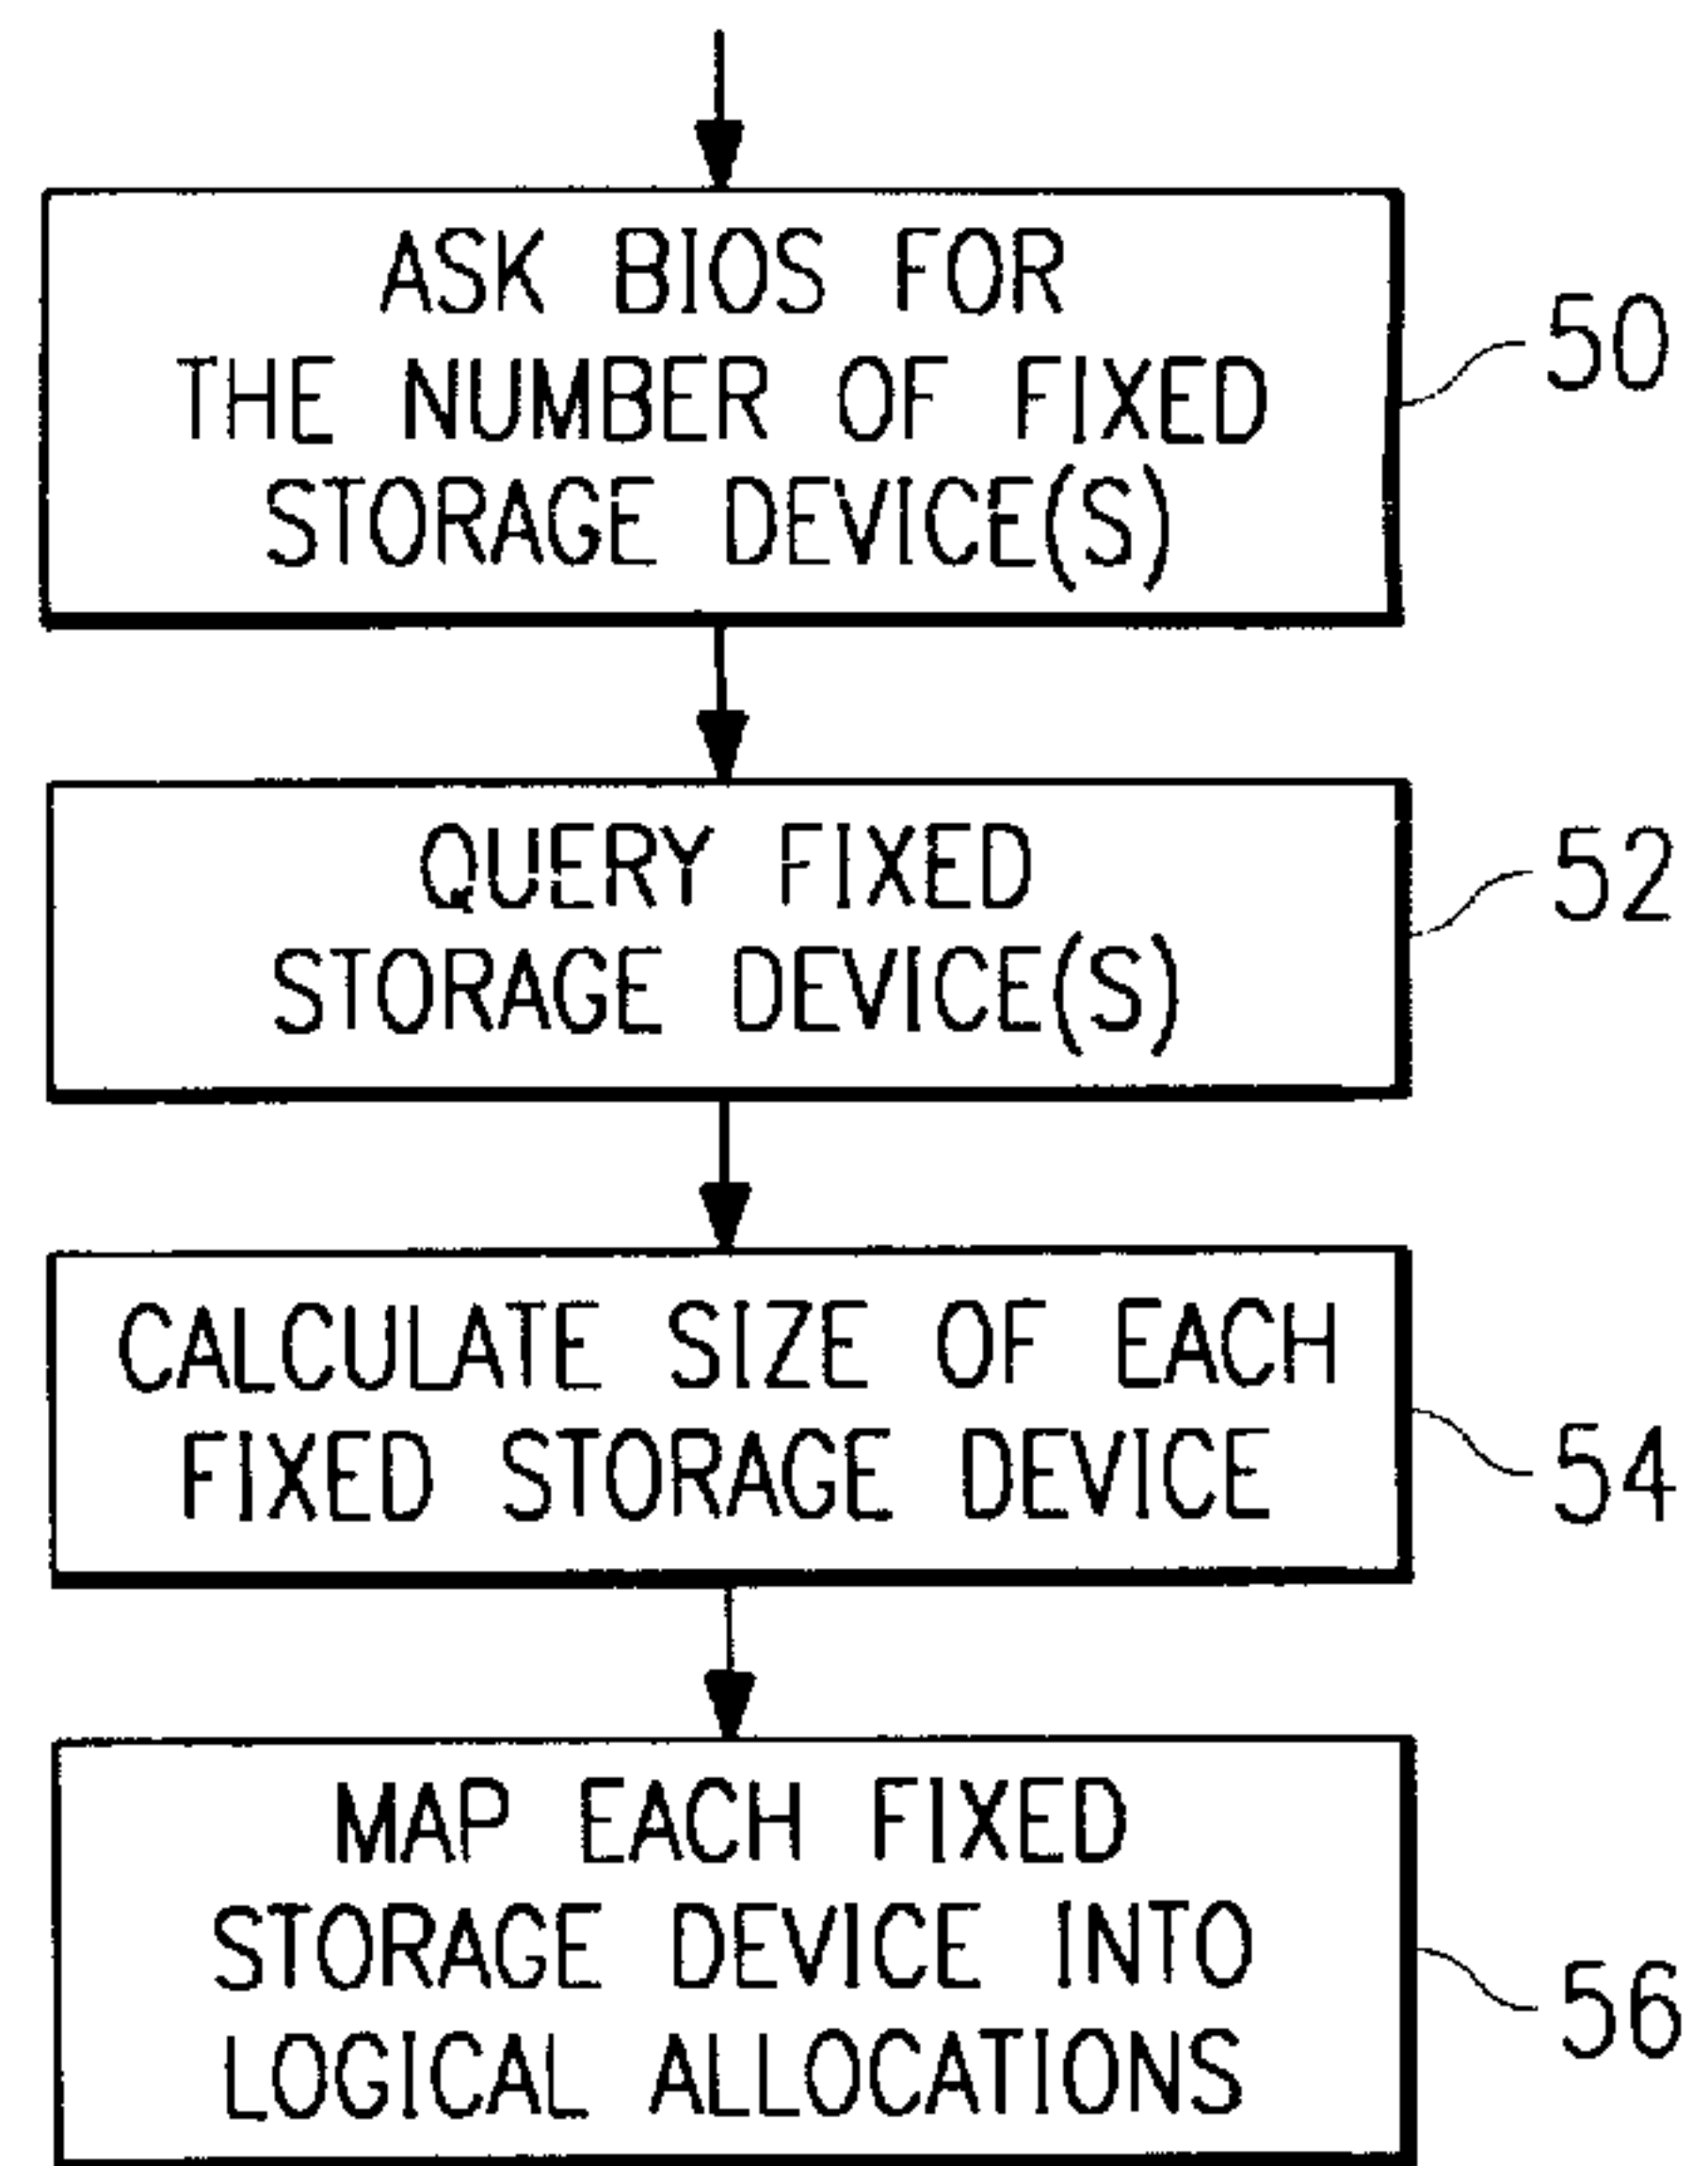 ASK BIOS FOR
THE NUMBER OF FIXED
STORAGE DEVICE(S)
50
QUERY FIXED
STORAGE DEVICE(S)
52
CALCULATE SIZE OF EACH
FIXED STORAGE DEVICE
54
MAP EACH FIXED
STORAGE DEVICE INTO
LOGICAL ALLOCATIONS
56